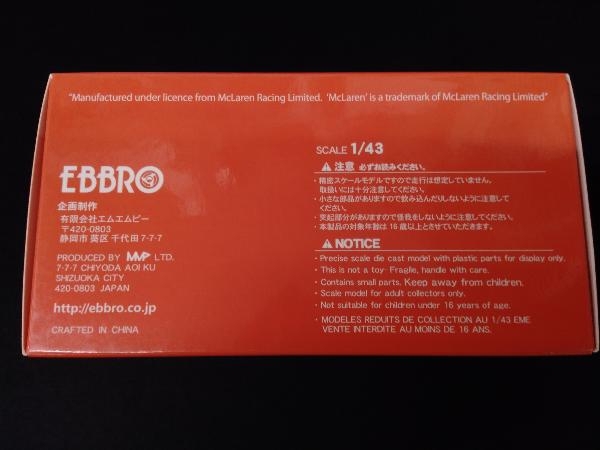 "Manufactured under licence from McLaren Racing Limited. 'McLaren' is a trademark of McLaren Racing Limited"
EBBRO
企画制作
有限会社エムエムピー
〒420-0803
静岡市 葵区 千代田 7-7-7
PRODUCED BY MMP LTD.
7-7-7 CHIYODA AOI KU
SHIZUOKA CITY
420-0803 JAPAN
http://ebbro.co.jp
CRAFTED IN CHINA
SCALE 1/43
⚠ 注意 必ずお読みください。
・精密スケールモデルですので走行は想定していません。
取扱いには十分注意してください。
・小さな部品がありますので飲み込んだりしないように注意して
ください。
・突起部分がありますので怪我をしないように注意してください。
・本製品の対象年齢は 16 歳以上とさせていただきます。
⚠ NOTICE
・Precise scale die cast model with plastic parts for display only.
・This is not a toy- Fragile, handle with care.
・Contains small parts. Keep away from children.
・Scale model for adult collectors only.
・Not suitable for children under 16 years of age.
・MODELES REDUITS DE COLLECTION AU 1/43 EME
VENTE INTERDITE AU MOINS DE 16 ANS.